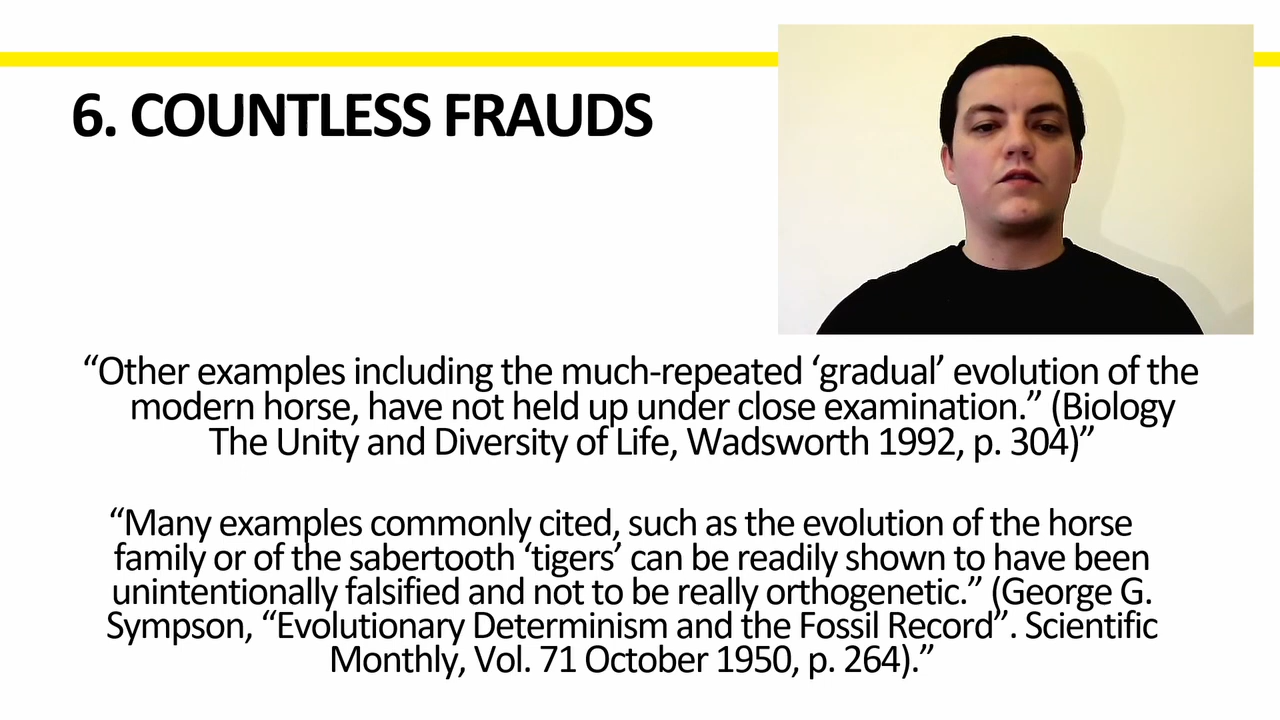 6. COUNTLESS FRAUDS
“Other examples including the much-repeated ‘gradual’ evolution of the
modern horse, have not held up under close examination.” (Biology
The Unity and Diversity of Life, Wadsworth 1992, p. 304)”
“Many examples commonly cited, such as the evolution of the horse
family or of the sabertooth ‘tigers’ can be readily shown to have been
unintentionally falsified and not to be really orthogenetic.” (George G.
Sympson, “Evolutionary Determinism and the Fossil Record”. Scientific
Monthly, Vol. 71 October 1950, p. 264).”